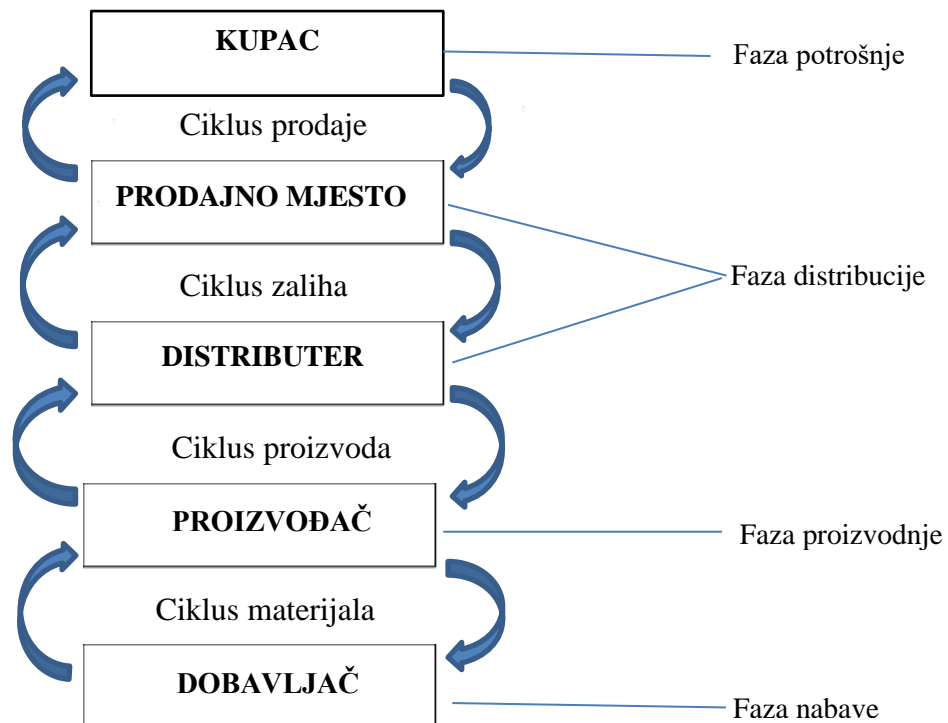 KUPAC
Faza potrošnje
Ciklus prodaje
PRODAJNO MJESTO
Ciklus zaliha
Faza distribucije
DISTRIBUTER
Ciklus proizvoda
PROIZVOĐAČ
Faza proizvodnje
Ciklus materijala
DOBAVLJAČ
Faza nabave